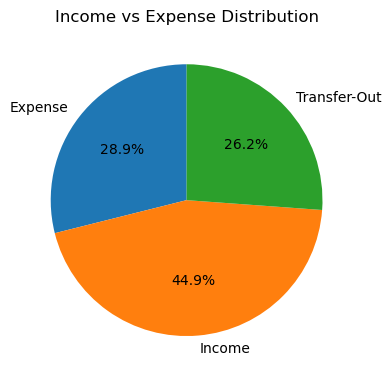 Income vs Expense Distribution
Transfer-Out
Expense
26.2%
28.9%
44.9%
Income